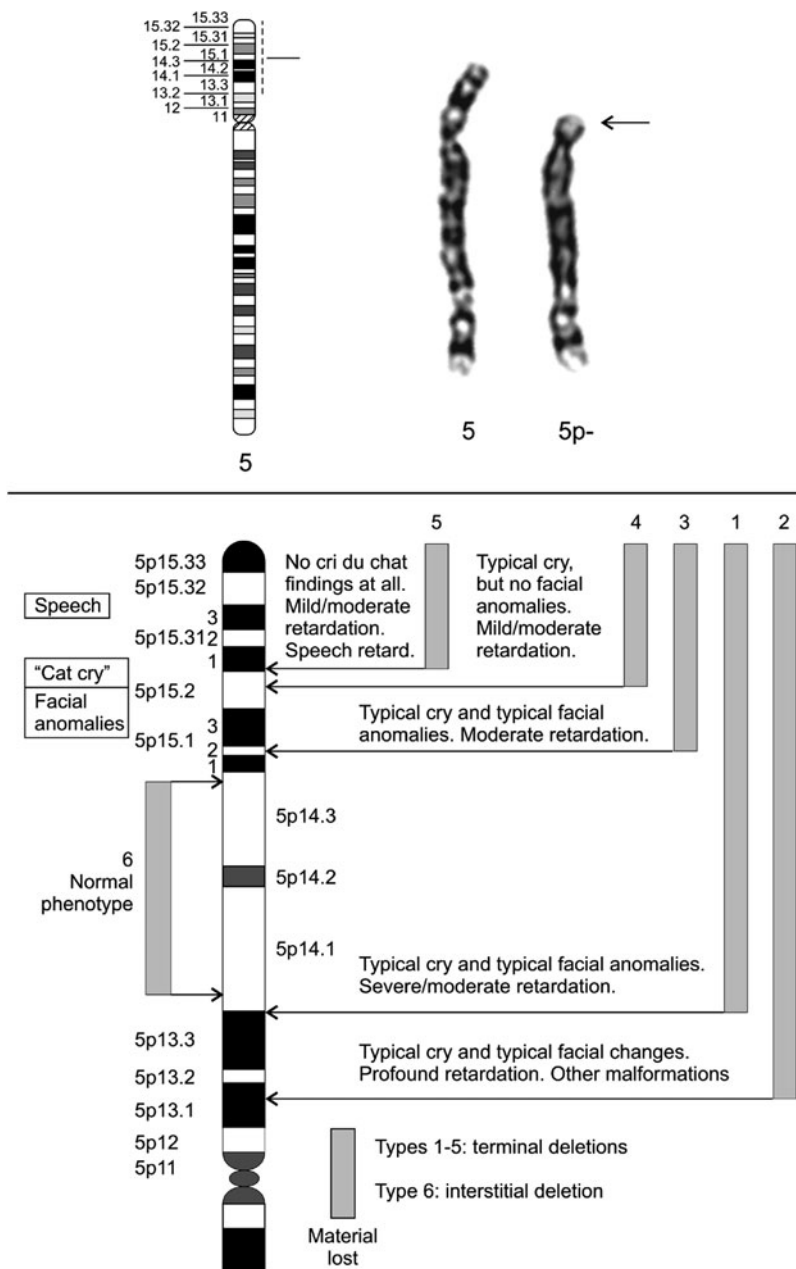 15.33
15.32
15.31
15.2
15.1
14.3
14.2
14.1
13.3
13.2
13.1
12
11
5
5
5p-
5
4
3
1
2
5p15.33
5p15.32
Speech
3
5p15.31
2
1
"Cat cry"
5p15.2
Facial
anomalies
3
5p15.1
2
1
No cri du chat
findings at all.
Mild/moderate
retardation.
Speech retard.
Typical cry,
but no facial
anomalies.
Mild/moderate
retardation.
Typical cry and typical facial
anomalies. Moderate retardation.
6
Normal
phenotype
5p14.3
5p14.2
5p14.1
Typical cry and typical facial anomalies.
Severe/moderate retardation.
5p13.3
5p13.2
5p13.1
5p12
5p11
Typical cry and typical facial changes.
Profound retardation. Other malformations
Types 1-5: terminal deletions
Type 6: interstitial deletion
Material
lost